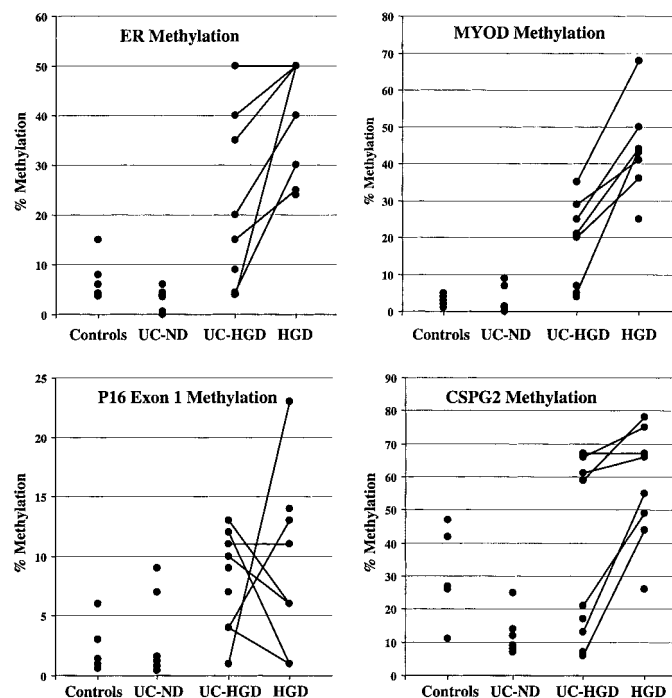 ER Methylation
% Methylation
60
50
40
30
20
10
0
Controls UC-ND UC-HGD HGD
MYOD Methylation
% Methylation
80
70
60
50
40
30
20
10
0
Controls UC-ND UC-HGD HGD
P16 Exon 1 Methylation
% Methylation
25
20
15
10
5
0
Controls UC-ND UC-HGD HGD
CSPG2 Methylation
% Methylation
90
80
70
60
50
40
30
20
10
0
Controls UC-ND UC-HGD HGD